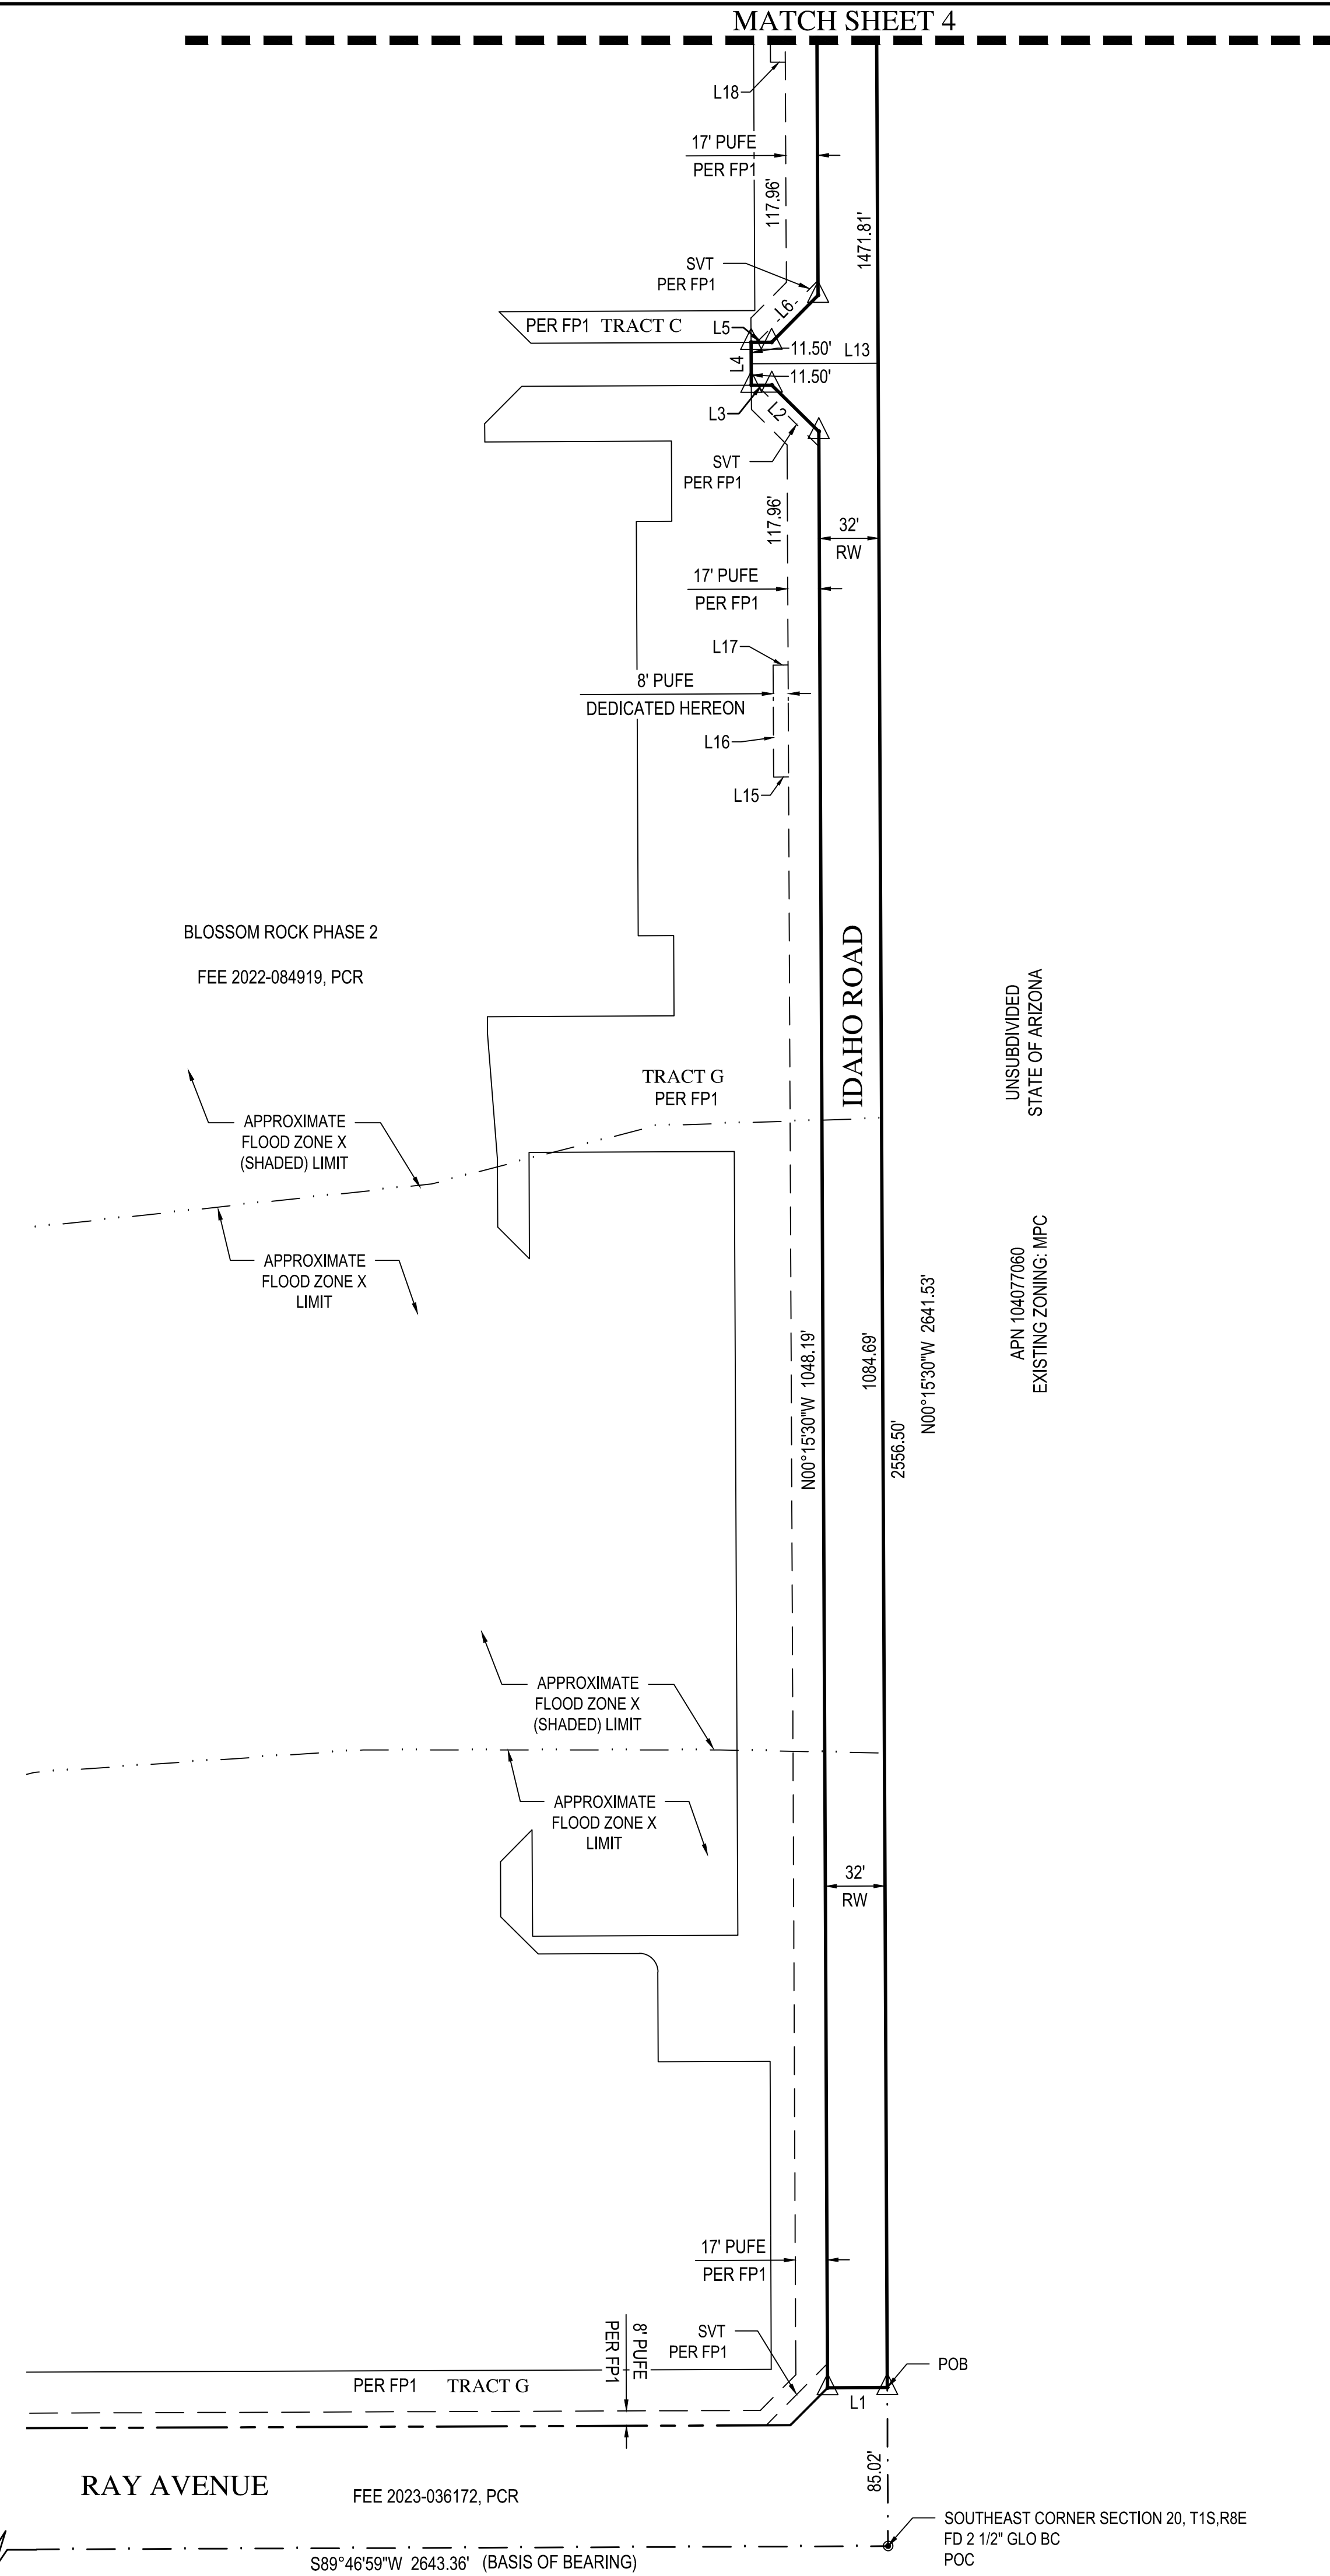 MATCH SHEET 4
L18
17' PUFE
PER FP1
117.96'
1471.81'
SVT
PER FP1
L6
PER FP1 TRACT C
L5
11.50'
L13
L4
11.50'
L3
L2
SVT
PER FP1
117.96'
32'
RW
17' PUFE
PER FP1
L17
8' PUFE
DEDICATED HEREON
L16
L15
BLOSSOM ROCK PHASE 2
FEE 2022-084919, PCR
IDAHO ROAD
UNSUBDIVIDED
STATE OF ARIZONA
TRACT G
PER FP1
APPROXIMATE
FLOOD ZONE X
(SHADED) LIMIT
APPROXIMATE
FLOOD ZONE X
LIMIT
APN 104077060
EXISTING ZONING: MPC
N00°15'30"W 1048.19'
1084.69'
2556.50'
N00°15'30"W 2641.53'
APPROXIMATE
FLOOD ZONE X
(SHADED) LIMIT
APPROXIMATE
FLOOD ZONE X
LIMIT
32'
RW
17' PUFE
PER FP1
8' PUFE
PER FP1
SVT
PER FP1
PER FP1 TRACT G
POB
L1
85.02'
RAY AVENUE
FEE 2023-036172, PCR
SOUTHEAST CORNER SECTION 20, T1S,R8E
FD 2 1/2" GLO BC
POC
S89°46'59"W 2643.36' (BASIS OF BEARING)